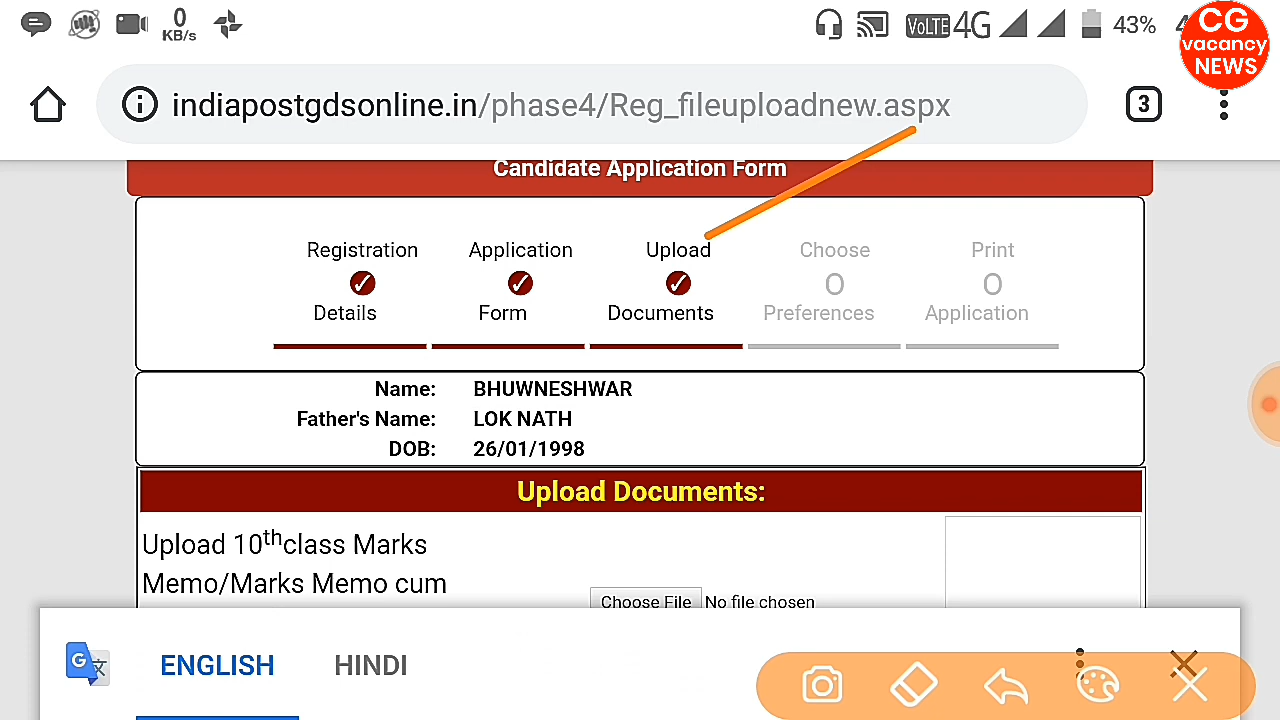 0
KB/s
VoLTE 4G 43% 4
CG
vacancy
NEWS
indiapostgdsonline.in/phase4/Reg_fileuploadnew.aspx
3
Candidate Application Form
Registration Application Upload Choose Print
Details Form Documents Preferences Application
Name: BHUWNESHWAR
Father's Name: LOK NATH
DOB: 26/01/1998
Upload Documents:
Upload 10thclass Marks
Memo/Marks Memo cum
Choose File No file chosen
G 文
ENGLISH HINDI